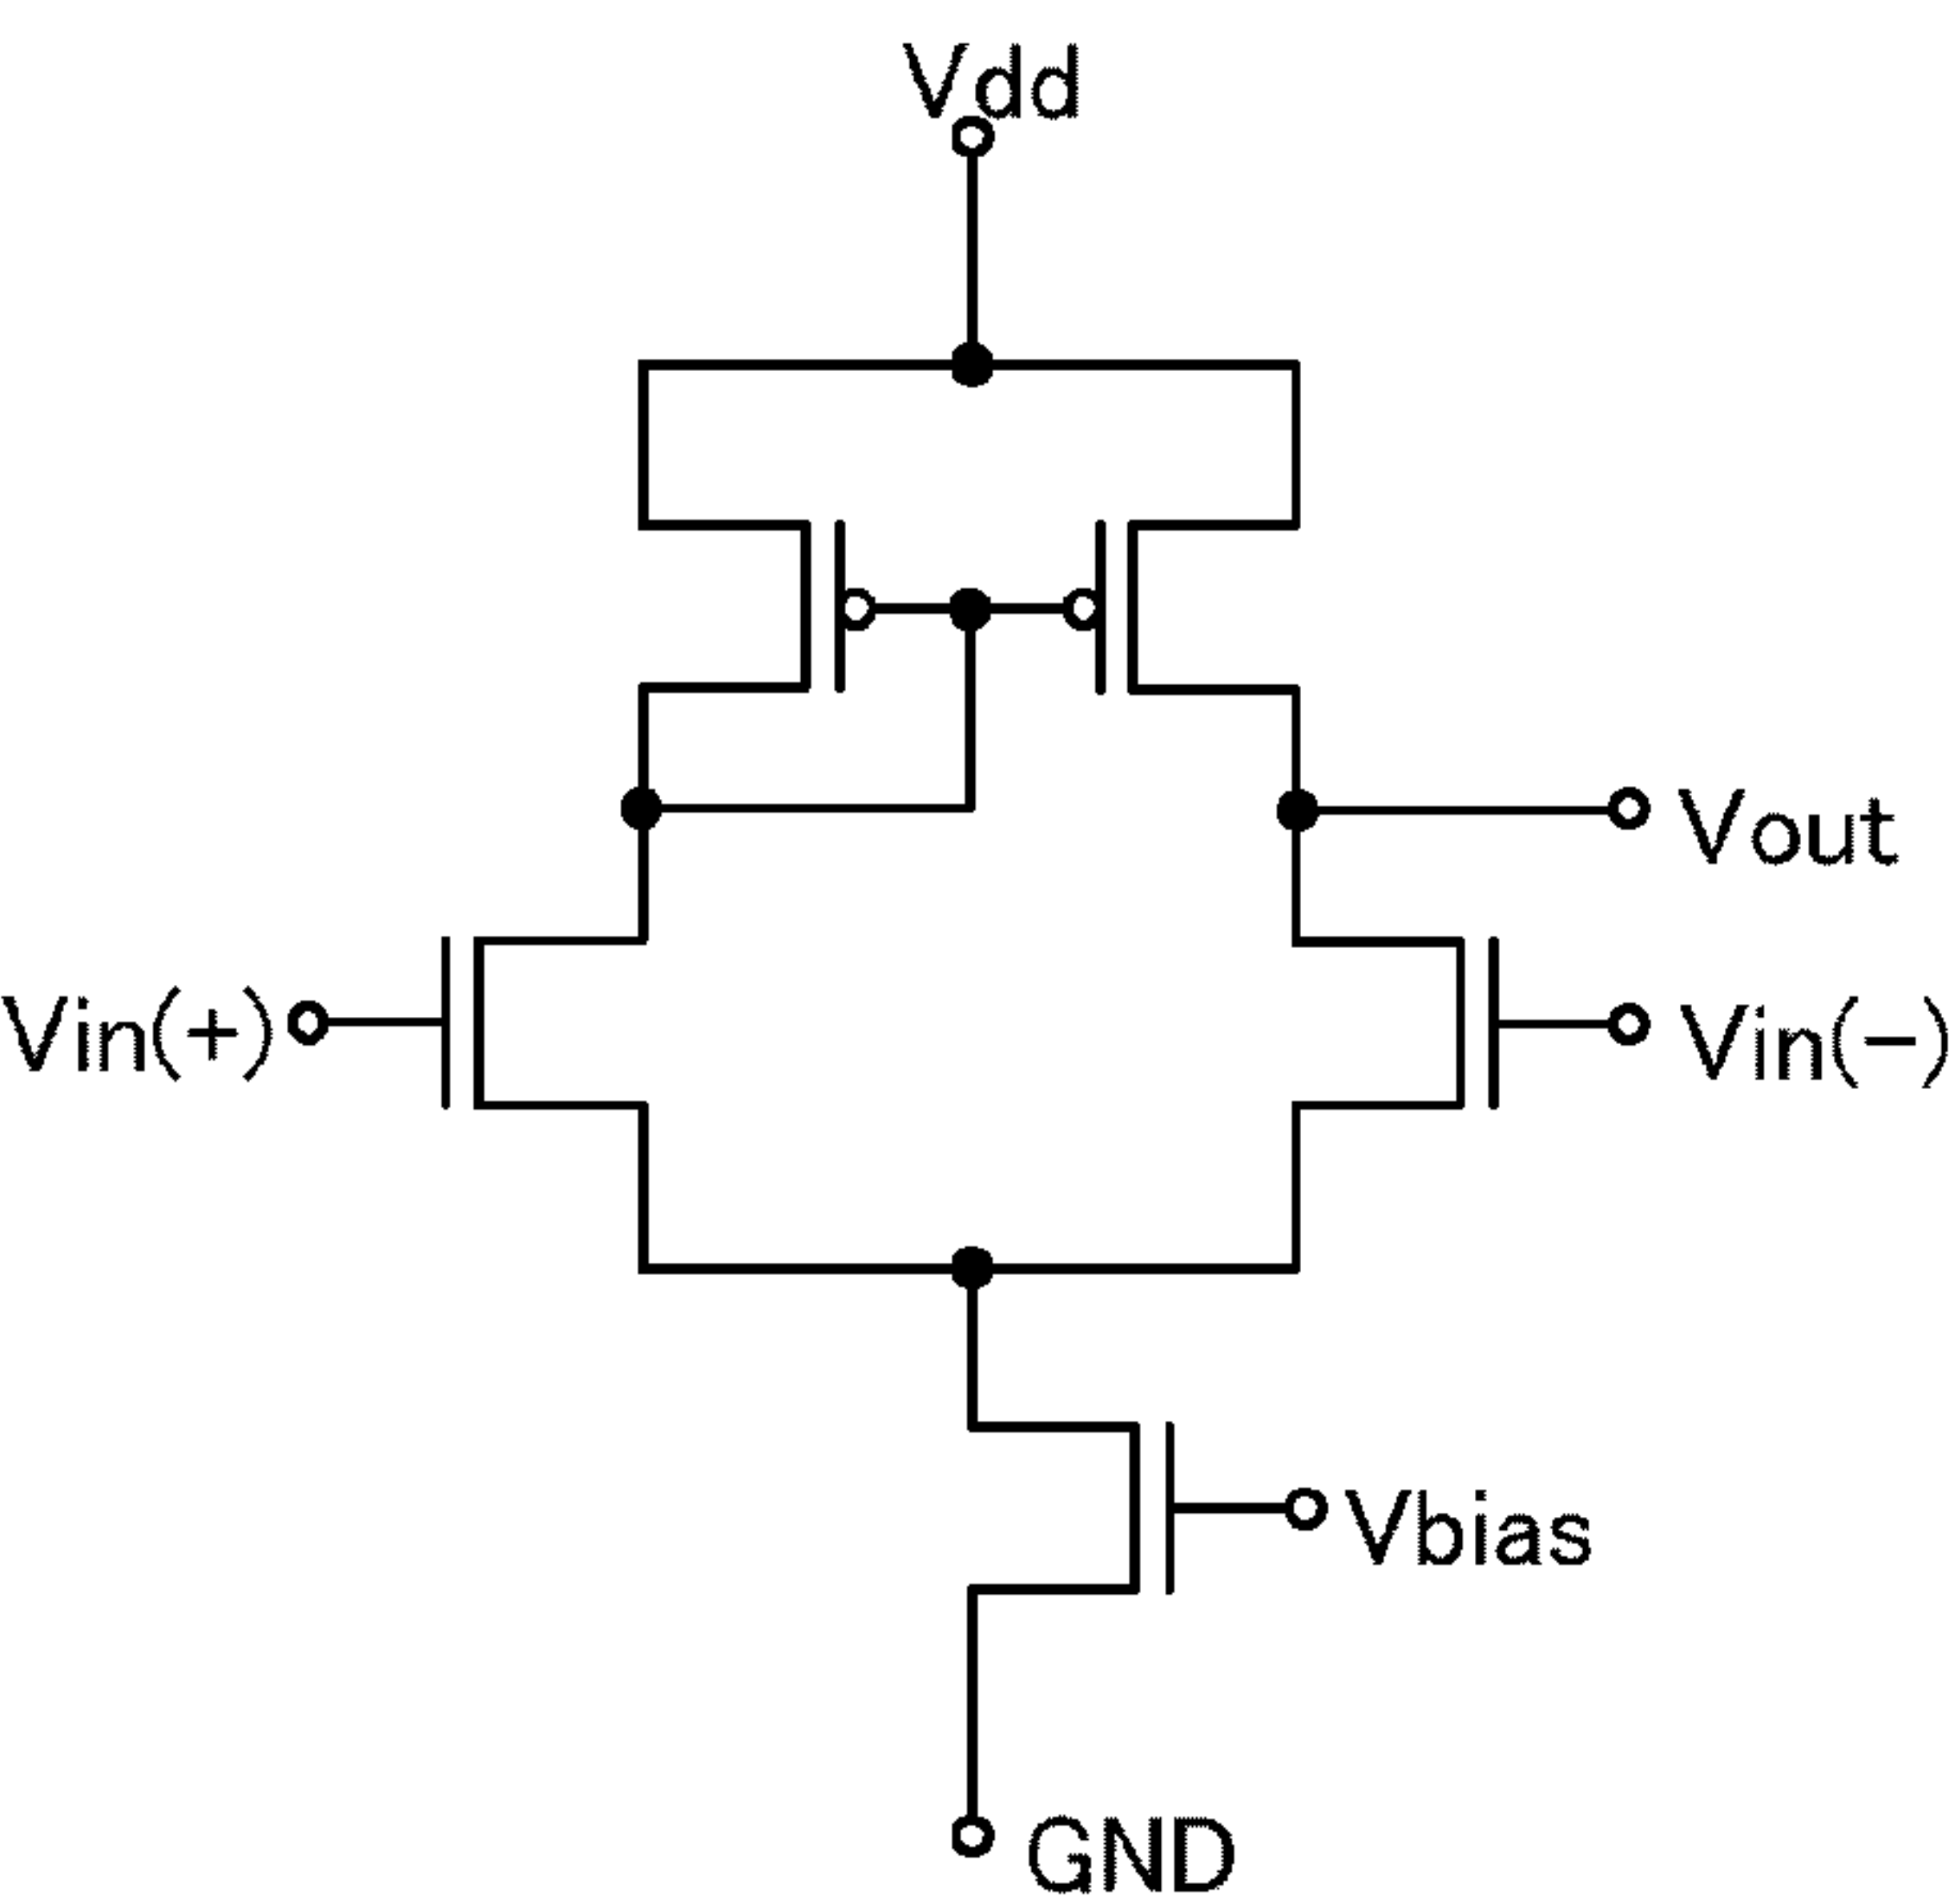 Vdd
Vout
Vin(+)
Vin(−)
Vbias
GND